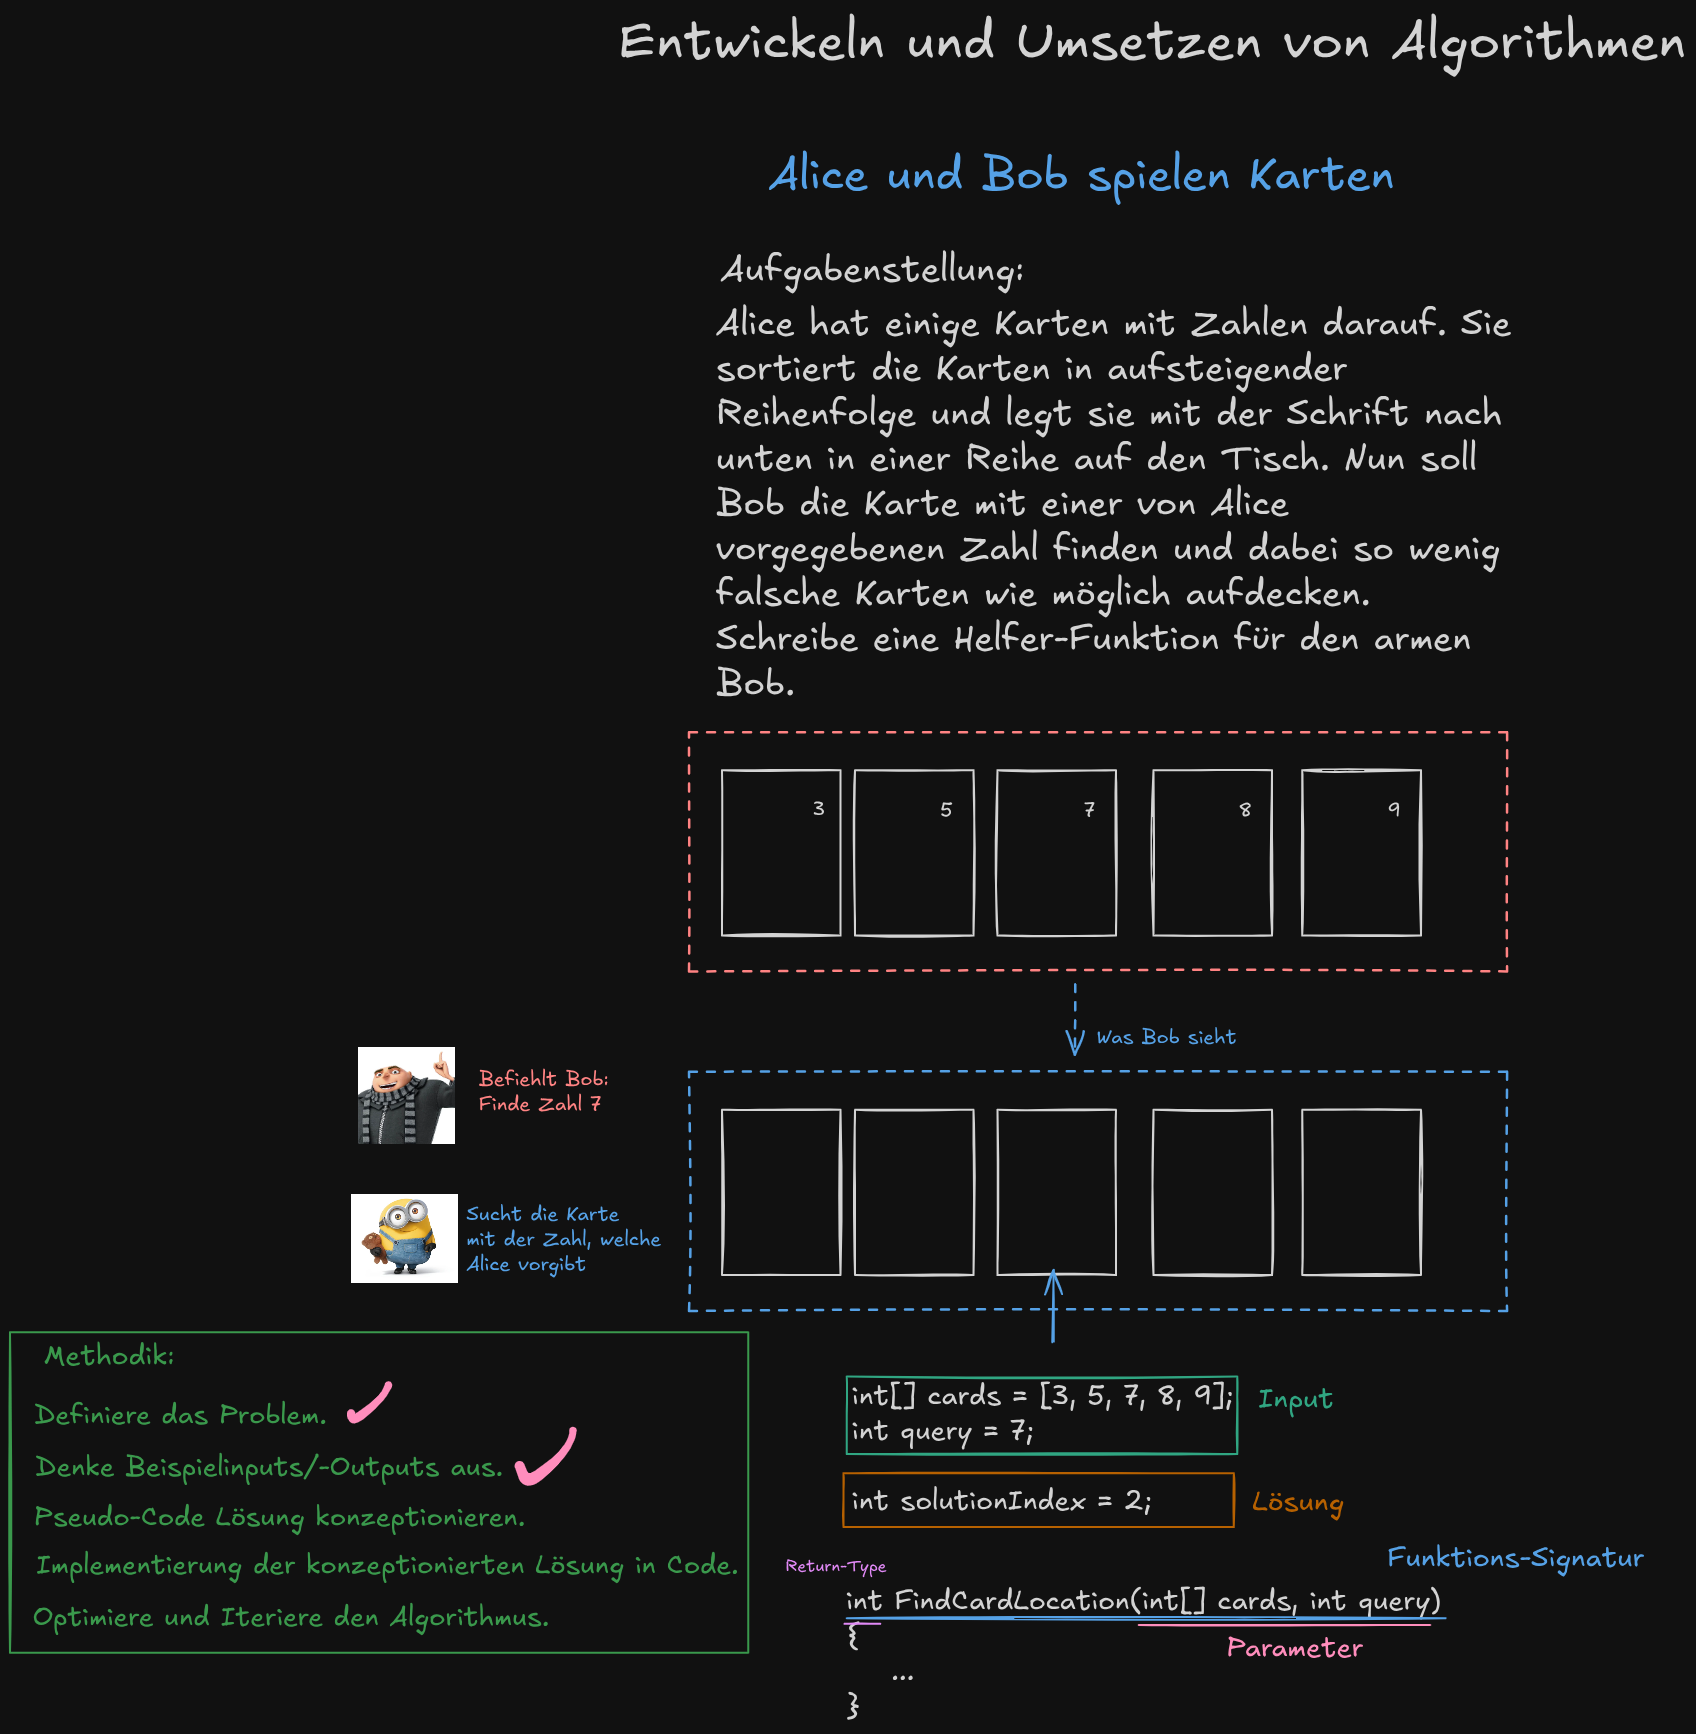 Entwickeln und Umsetzen von Algorithmen
Alice und Bob spielen Karten
Aufgabenstellung:
Alice hat einige Karten mit Zahlen darauf. Sie
sortiert die Karten in aufsteigender
Reihenfolge und legt sie mit der Schrift nach
unten in einer Reihe auf den Tisch. Nun soll
Bob die Karte mit einer von Alice
vorgegebenen Zahl finden und dabei so wenig
falsche Karten wie möglich aufdecken.
Schreibe eine Helfer-Funktion für den armen
Bob.
3 5 7 8 9
Was Bob sieht
Befiehlt Bob:
Finde Zahl 7
Sucht die Karte
mit der Zahl, welche
Alice vorgibt
Methodik:
Definiere das Problem.
Denke Beispielinputs/-Outputs aus.
Pseudo-Code Lösung konzeptionieren.
Implementierung der konzeptionierten Lösung in Code.
Optimiere und Iteriere den Algorithmus.
int[] cards = [3, 5, 7, 8, 9];
int query = 7;
Input
int solutionIndex = 2;
Lösung
Funktions-Signatur
Return-Type
int FindCardLocation(int[] cards, int query)
{
Parameter
...
}